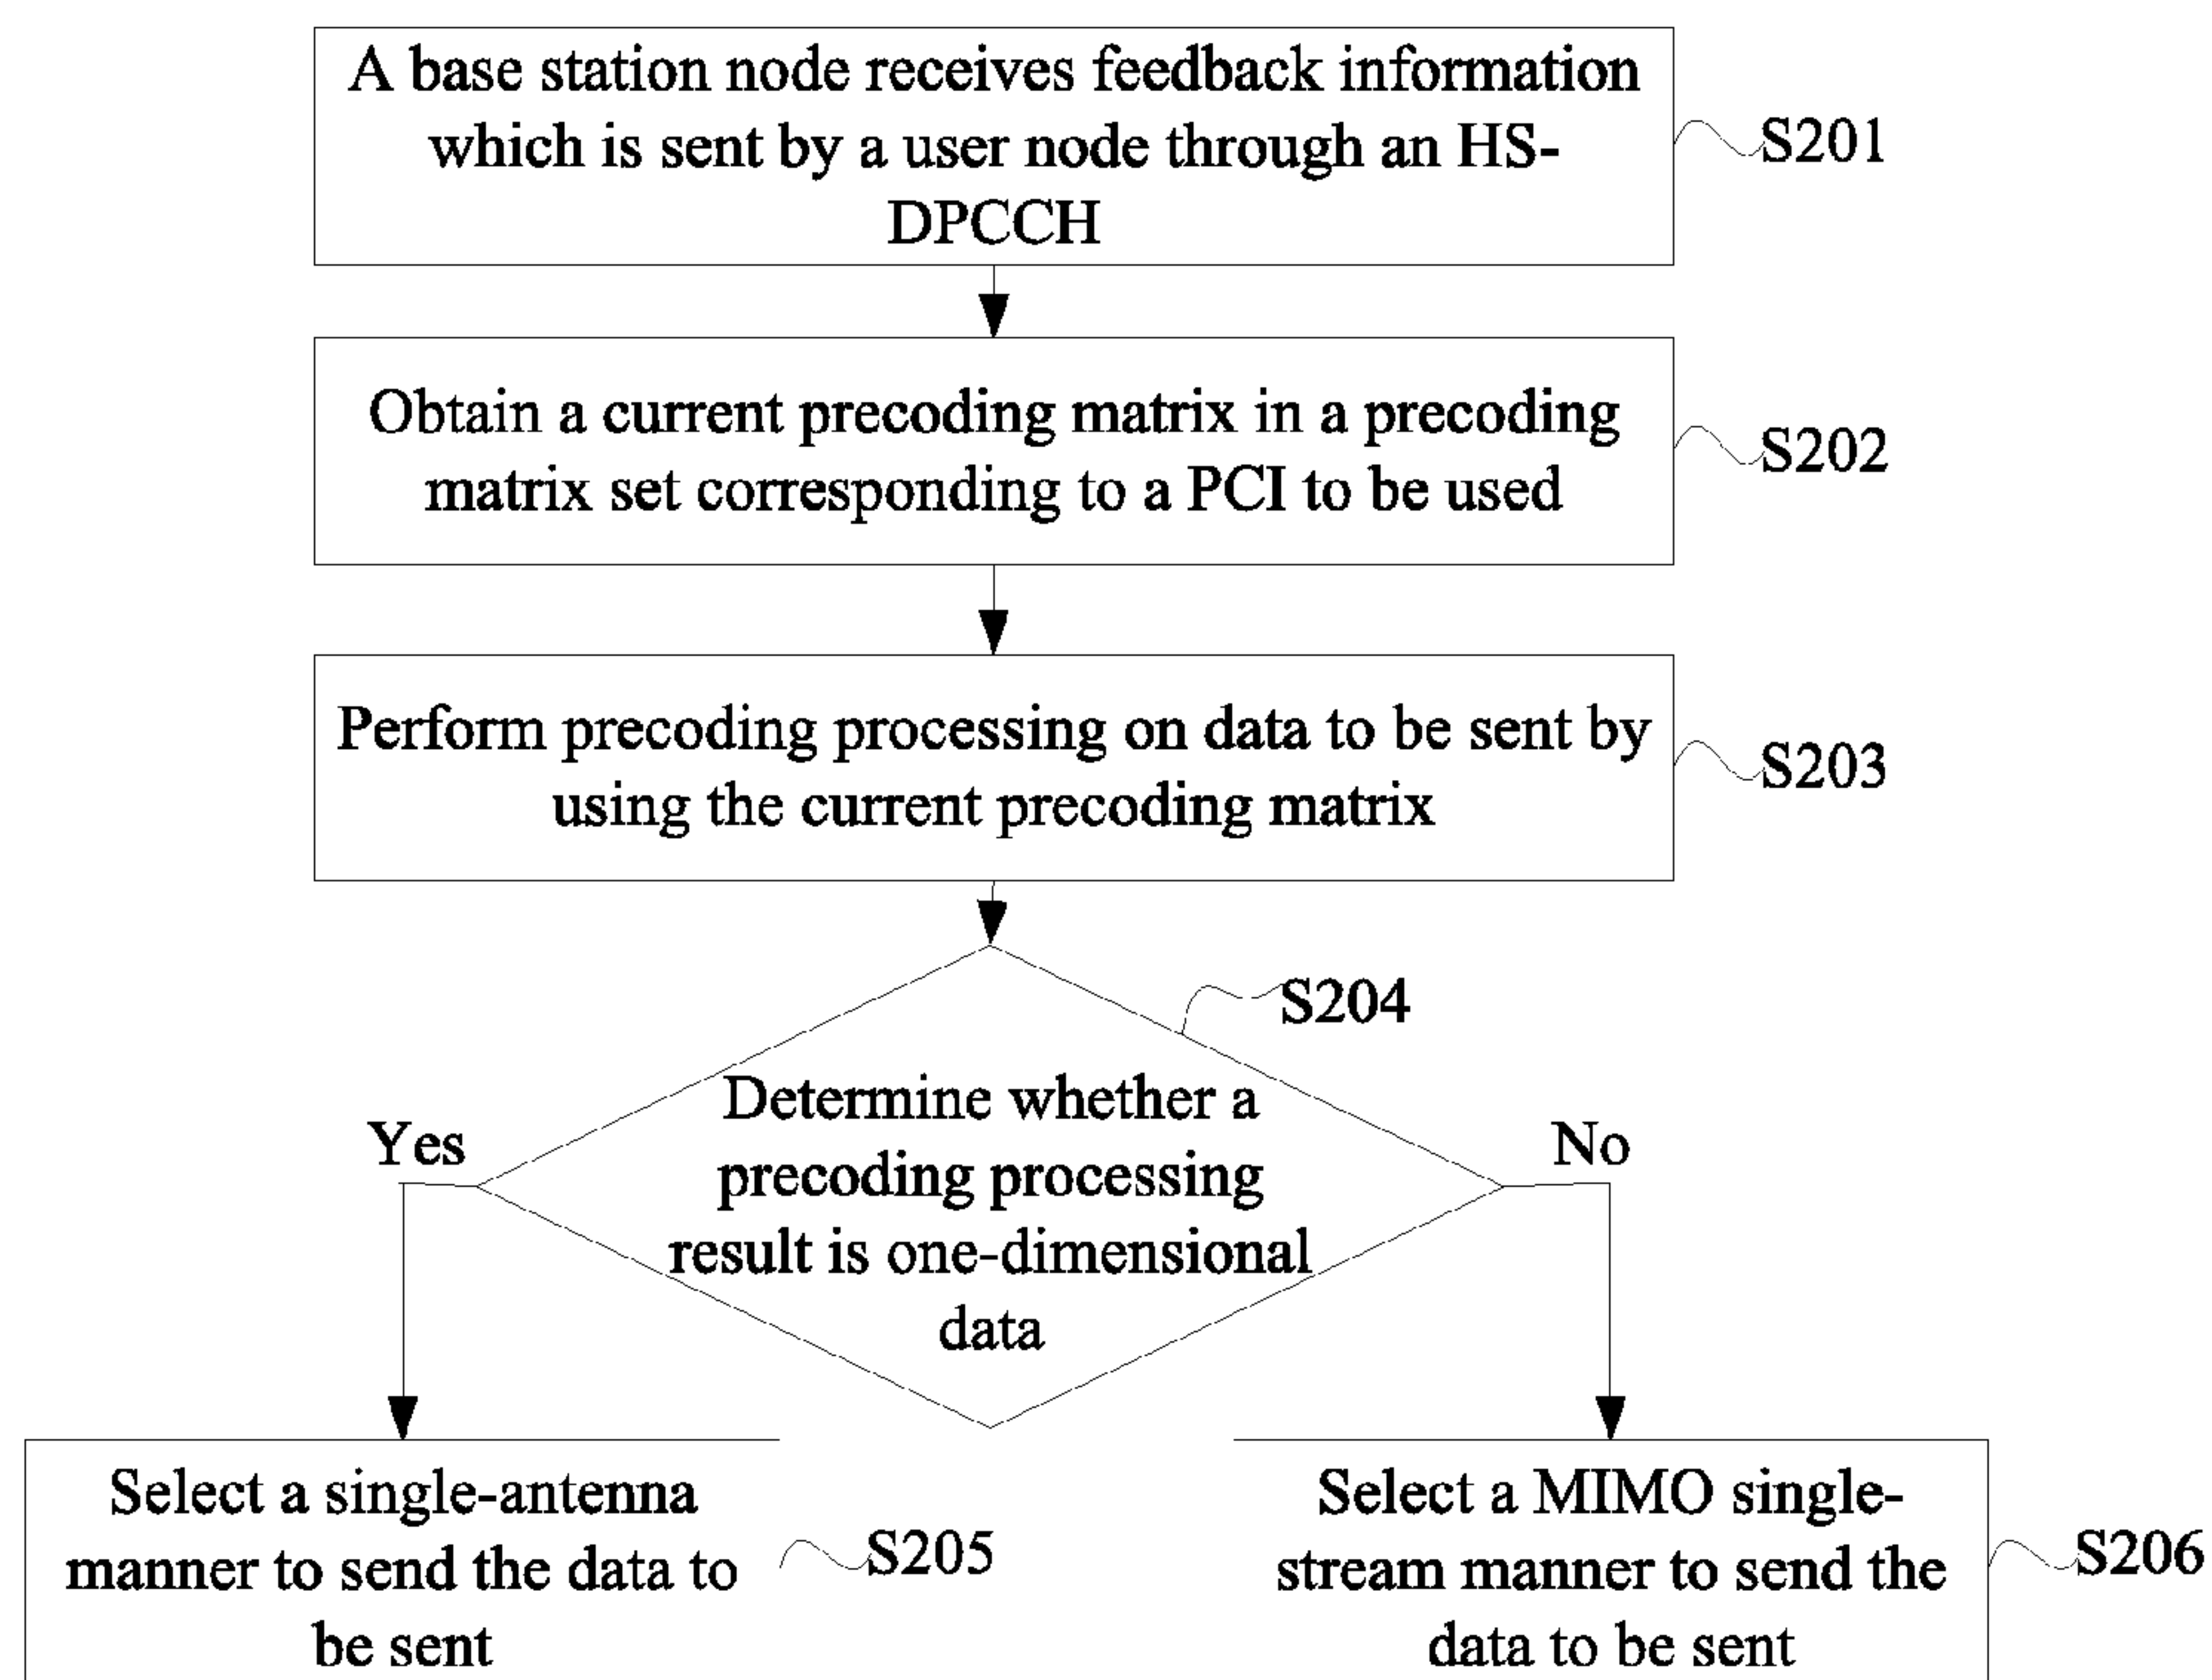 A base station node receives feedback information
which is sent by a user node through an HS-
DPCCH
S201
Obtain a current precoding matrix in a precoding
matrix set corresponding to a PCI to be used
S202
Perform precoding processing on data to be sent by
using the current precoding matrix
S203
S204
Determine whether a
precoding processing
result is one-dimensional
data
Yes
No
Select a single-antenna
manner to send the data to
be sent
S205
Select a MIMO single-
stream manner to send the
data to be sent
S206